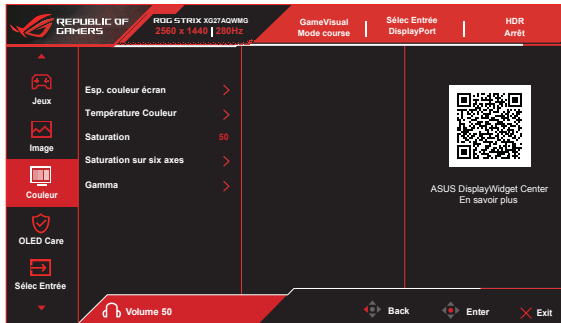 REPUBLIC OF
GAMERS
ROG STRIX XG27AQWMG
2560 x 1440 280Hz
GameVisual
Mode course
Sélec Entrée
DisplayPort
HDR
Arrêt
Jeux
Image
Couleur
OLED Care
Sélec Entrée
Esp. couleur écran
Température Couleur
Saturation 50
Saturation sur six axes
Gamma
ASUS DisplayWidget Center
En savoir plus
Volume 50
Back
Enter
Exit